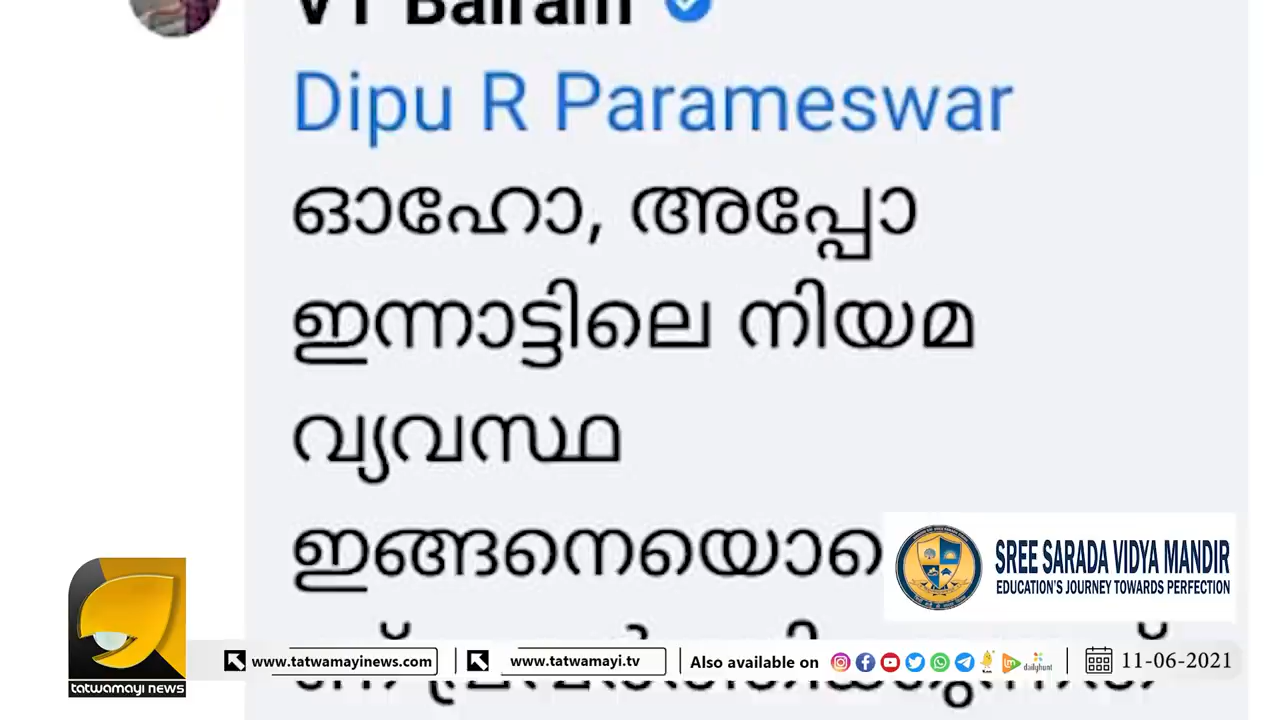 VT Balram
Dipu R Parameswar
ഓഹോ, അപ്പോ
ഇന്നാട്ടിലെ നിയമ
വ്യവസ്ഥ
ഇങ്ങനെയൊ
SREE SARADA VIDYA MANDIR
EDUCATION'S JOURNEY TOWARDS PERFECTION
tatwamayi news
www.tatwamayinews.com
www.tatwamayi.tv
Also available on
dailyhunt
11-06-2021